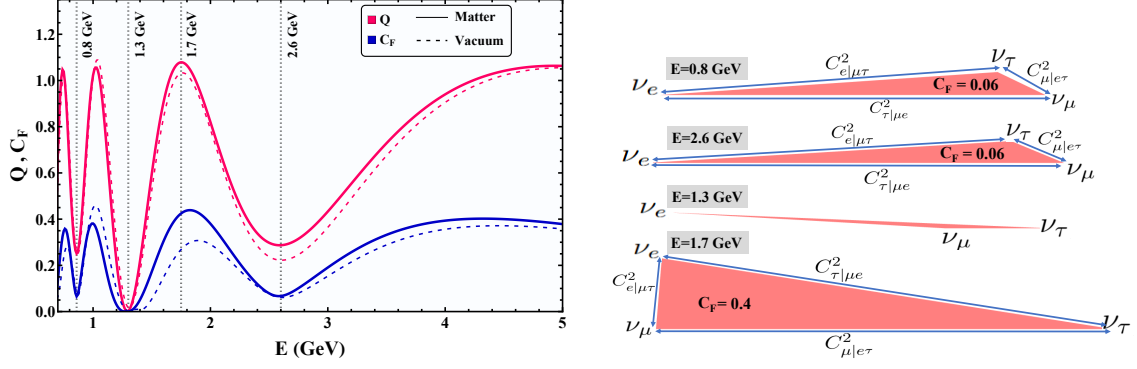 Q , C_F
1.2
1.0
0.8
0.6
0.4
0.2
0.0
0.8 GeV
1.3 GeV
1.7 GeV
2.6 GeV
Q
Matter
C_F
Vacuum
1
2
3
4
5
E (GeV)
E=0.8 GeV
C²_{e|μτ}
ν_τ
C²_{μ|eτ}
ν_e
C_F = 0.06
ν_μ
C²_{τ|μe}
E=2.6 GeV
C²_{e|μτ}
ν_τ
C²_{μ|eτ}
ν_e
C_F = 0.06
ν_μ
C²_{τ|μe}
E=1.3 GeV
ν_e
ν_μ
ν_τ
E=1.7 GeV
ν_e
C²_{τ|μe}
C²_{e|μτ}
C_F= 0.4
ν_μ
ν_τ
C²_{μ|eτ}